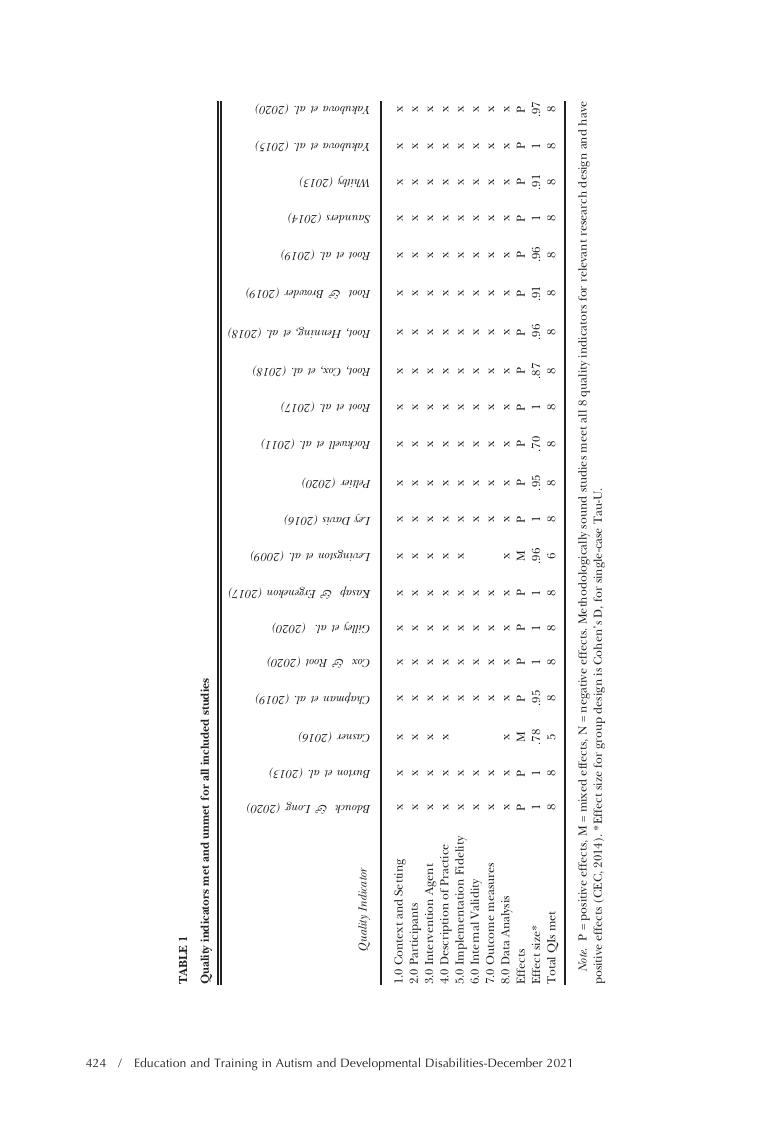 TABLE 1
Quality indicators met and unmet for all included studies
Quality Indicator Bdouck & Long (2020) Burton et al. (2013) Casner (2016) Chapman et al. (2019) Cox & Root (2020) Gilley et al. (2020) Kasap & Ergenekon (2017) Levingston et al. (2009) Ley Davis (2016) Peltier (2020) Rockwell et al. (2011) Root et al. (2017) Root, Cox, et al. (2018) Root, Henning, et al. (2018) Root & Browder (2019) Root et al. (2019) Saunders (2014) Whitby (2013) Yakubova et al. (2015) Yakubova et al. (2020)
1.0 Context and Setting x x x x x x x x x x x x x x x x x x x x
2.0 Participants x x x x x x x x x x x x x x x x x x x x
3.0 Intervention Agent x x x x x x x x x x x x x x x x x x x x
4.0 Description of Practice x x x x x x x x x x x x x x x x x x x x
5.0 Implementation Fidelity x x x x x x x x x x x x x x x x x x x
6.0 Internal Validity x x x x x x x x x x x x x x x x x x
7.0 Outcome measures x x x x x x x x x x x x x x x x x x
8.0 Data Analysis x x x x x x x x x x x x x x x x x x x x
Effects P P M P P P P M P P P P P P P P P P P P
Effect size* 1 1 .78 .95 1 1 1 .96 1 .95 .70 1 .87 .96 .91 .96 1 .91 1 .97
Total QIs met 8 8 5 8 8 8 8 6 8 8 8 8 8 8 8 8 8 8 8 8
Note. P = positive effects, M = mixed effects, N = negative effects. Methodologically sound studies meet all 8 quality indicators for relevant research design and have
positive effects (CEC, 2014). *Effect size for group design is Cohen's D, for single-case Tau-U.
424 / Education and Training in Autism and Developmental Disabilities-December 2021